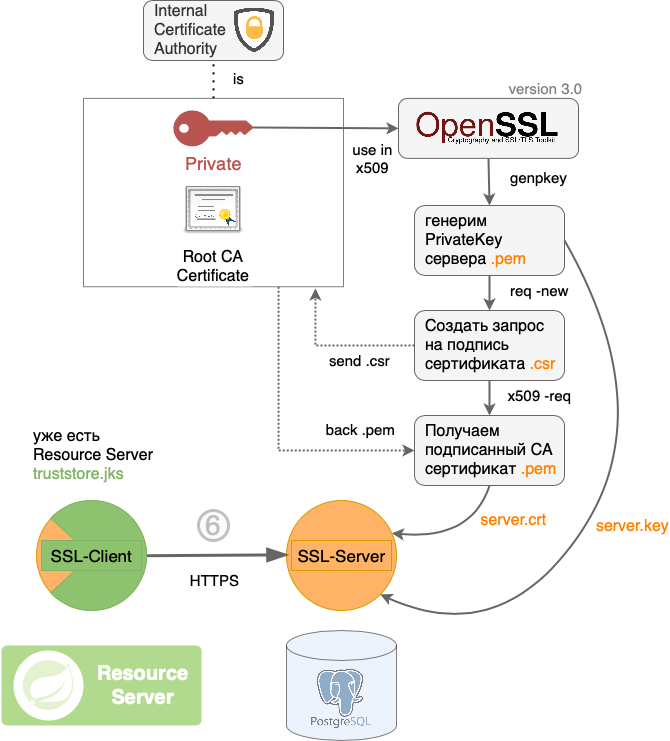 Internal
Certificate
Authority
is
version 3.0
OpenSSL
Cryptography and SSL/TLS Toolkit
Private
use in
x509
genpkey
Root CA
Certificate
генерим
PrivateKey
сервера .pem
req -new
Создать запрос
на подпись
сертификата .csr
send .csr
x509 -req
back .pem
Получаем
подписанный CA
сертификат .pem
уже есть
Resource Server
truststore.jks
server.crt
server.key
6
SSL-Client
HTTPS
SSL-Server
Resource
Server
PostgreSQL